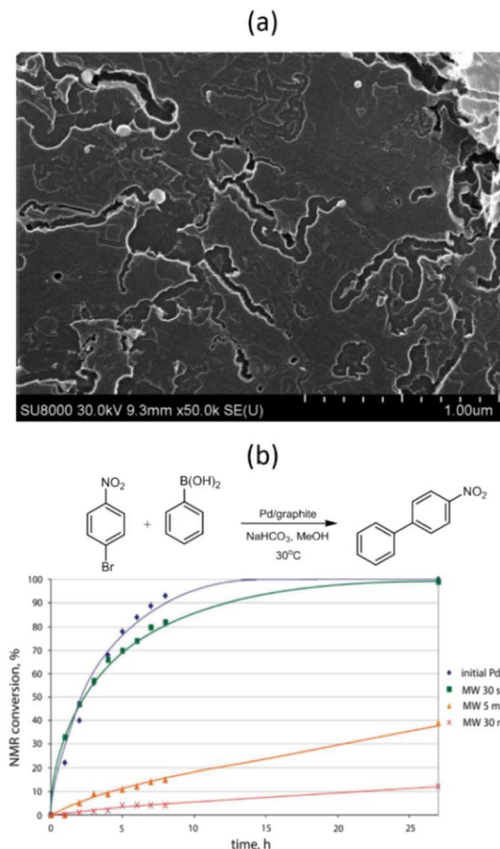 (a)
SU8000 30.0kV 9.3mm x50.0k SE(U) 1.00um
(b)
NO₂
B(OH)₂
NO₂
+
Br
Pd/graphite
NaHCO₃, MeOH
30°C
NMR conversion, %
100
90
80
70
60
50
40
30
20
10
0
0 5 10 15 20 25
time, h
initial Pd
MW 30 s
MW 5 m
MW 30